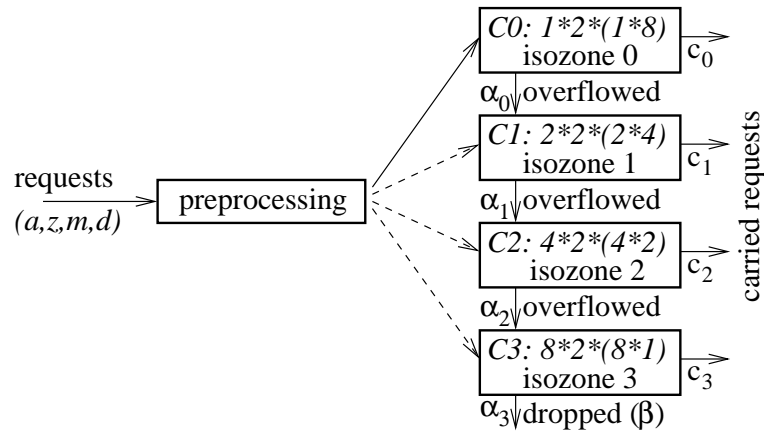 requests
(a,z,m,d)
preprocessing
C0: 1*2*(1*8)
isozone 0
c0
α0 overflowed
C1: 2*2*(2*4)
isozone 1
c1
α1 overflowed
C2: 4*2*(4*2)
isozone 2
c2
α2 overflowed
C3: 8*2*(8*1)
isozone 3
c3
α3 dropped (β)
carried requests